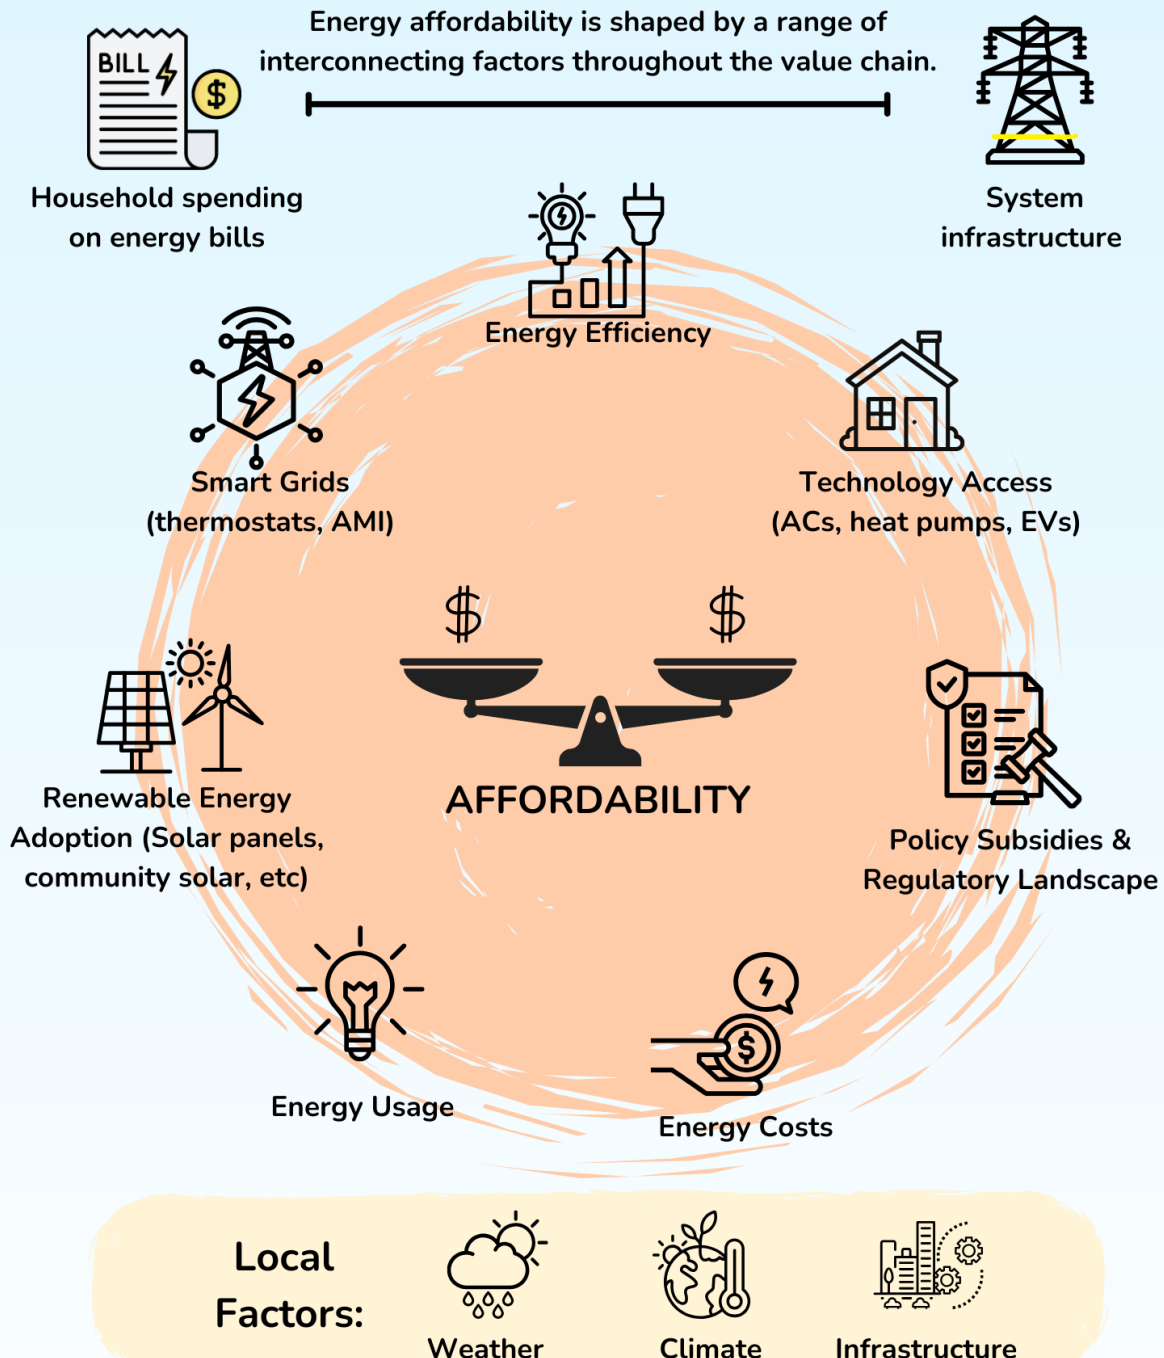 Energy affordability is shaped by a range of
interconnecting factors throughout the value chain.
BILL
$
Household spending
on energy bills
System
infrastructure
Energy Efficiency
Smart Grids
(thermostats, AMI)
Technology Access
(ACs, heat pumps, EVs)
$ $
AFFORDABILITY
Renewable Energy
Adoption (Solar panels,
community solar, etc)
Policy Subsidies &
Regulatory Landscape
$
Energy Usage
Energy Costs
Local
Factors:
Weather
Climate
Infrastructure